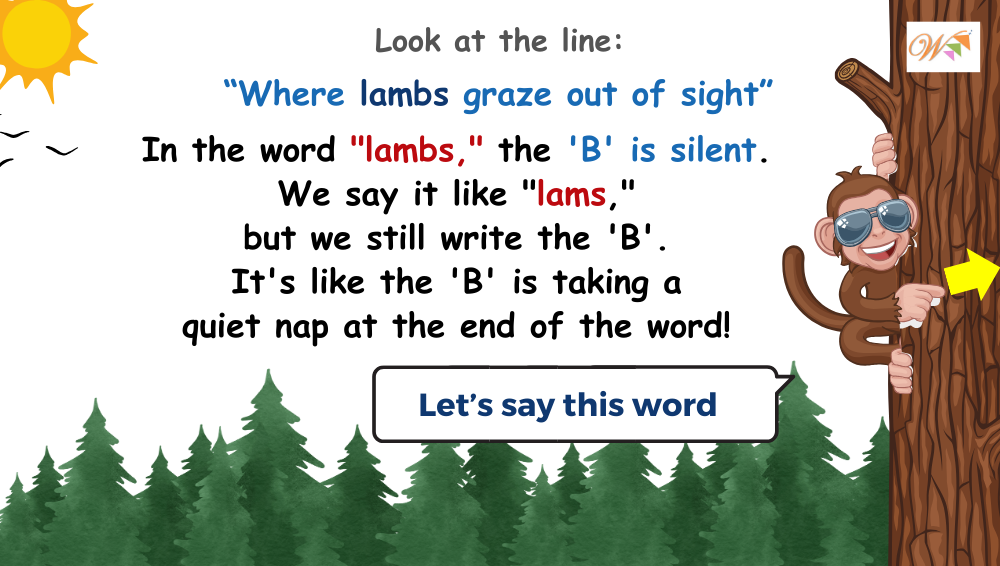 Look at the line:
“Where lambs graze out of sight”
In the word "lambs," the 'B' is silent.
We say it like "lams,"
but we still write the 'B'.
It's like the 'B' is taking a
quiet nap at the end of the word!
Let’s say this word